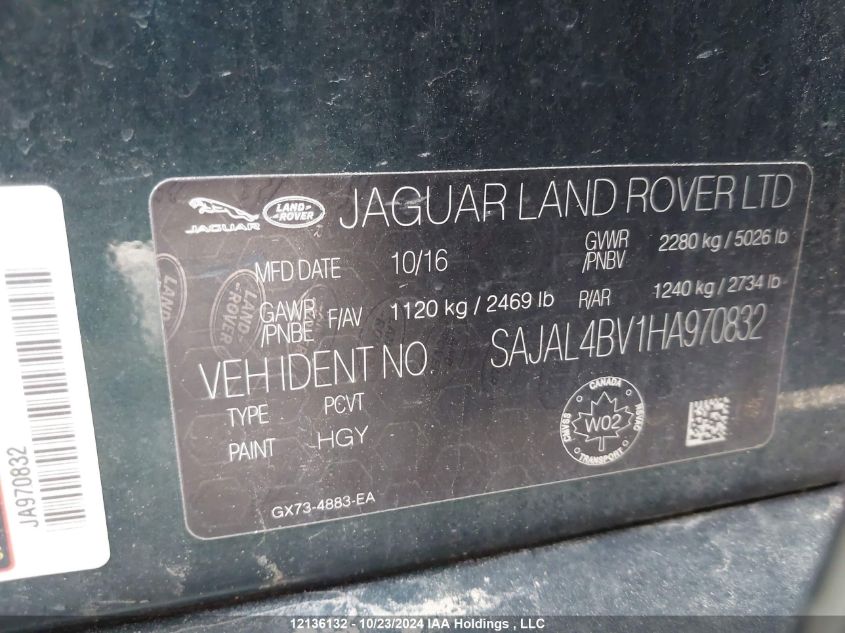 JAGUAR
LAND-
ROVER
JAGUAR LAND ROVER LTD
MFD DATE 10/16 GVWR /PNBV 2280 kg / 5026 lb
GAWR /PNBE F/AV 1120 kg / 2469 lb R/AR 1240 kg / 2734 lb
VEH IDENT NO. SAJAL4BV1HA970832
TYPE PCVT
PAINT HGY
CANADA
CMVSS W02 NSVAC
TRANSPORT
GX73-4883-EA
JA970832
12136132 - 10/23/2024 IAA Holdings , LLC